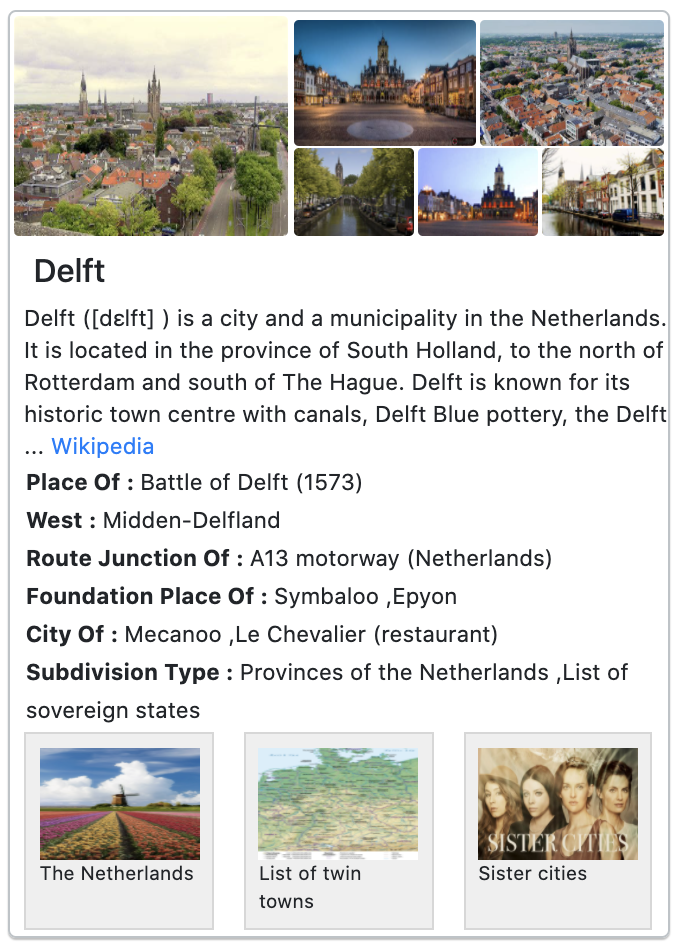 Delft
Delft ([dɛlft] ) is a city and a municipality in the Netherlands.
It is located in the province of South Holland, to the north of
Rotterdam and south of The Hague. Delft is known for its
historic town centre with canals, Delft Blue pottery, the Delft
... Wikipedia
Place Of : Battle of Delft (1573)
West : Midden-Delfland
Route Junction Of : A13 motorway (Netherlands)
Foundation Place Of : Symbaloo ,Epyon
City Of : Mecanoo ,Le Chevalier (restaurant)
Subdivision Type : Provinces of the Netherlands ,List of
sovereign states
SISTER CITIES
The Netherlands
List of twin
towns
Sister cities